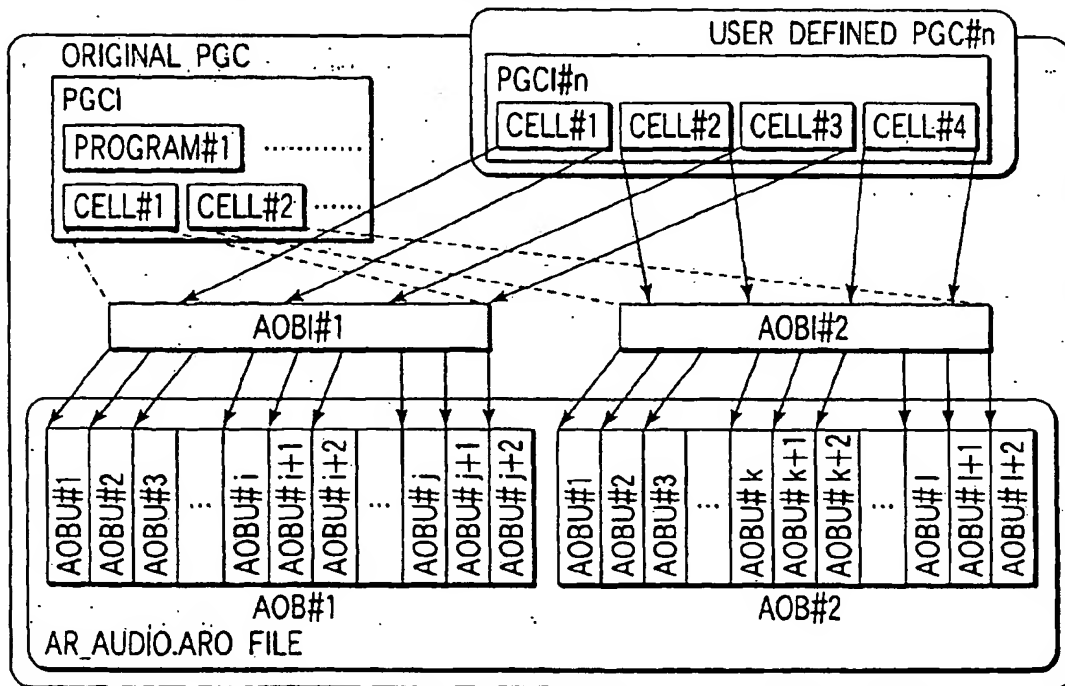 USER DEFINED PGC#n
ORIGINAL PGC
PGCI
PGCI#n
CELL#1 CELL#2 CELL#3 CELL#4
PROGRAM#1 ............
CELL#1 CELL#2 ......
AOBI#1 AOBI#2
AOBU#1 AOBU#2 AOBU#3 ... AOBU#i AOBU#i+1 AOBU#i+2 ... AOBU#j AOBU#j+1 AOBU#j+2
AOBU#1 AOBU#2 AOBU#3 ... AOBU#k AOBU#k+1 AOBU#k+2 ... AOBU#l AOBU#l+1 AOBU#l+2
AOB#1 AOB#2
AR_AUDIO.ARO FILE